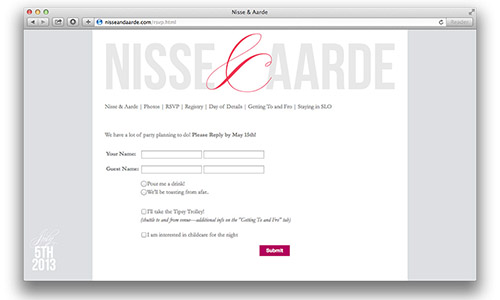 Nisse & Aarde
nisseandaarde.com/rsvp.html
Reader
NISSE & AARDE
Nisse & Aarde | Photos | RSVP | Registry | Day of Details | Getting To and Fro | Staying in SLO
We have a lot of party planning to do! Please Reply by May 15th!
Your Name:
Guest Name:
Pour me a drink!
We'll be toasting from afar.
I'll take the Tipsy Trolley!
(shuttle to and from venue—additional info on the "Getting To and Fro" tab)
I am interested in childcare for the night
Submit
July
5TH
2013